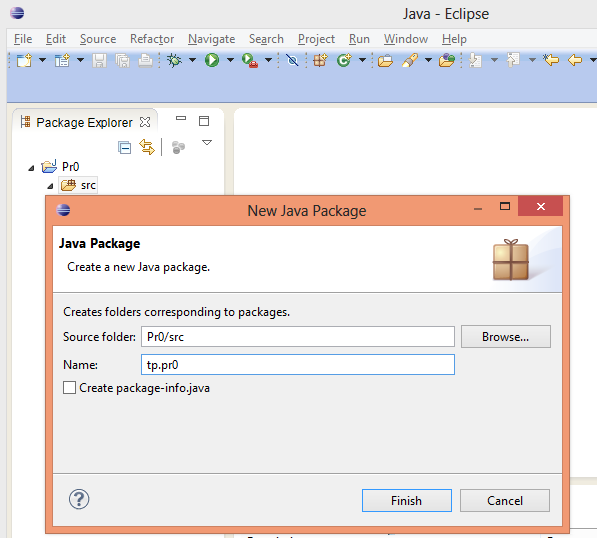 Java - Eclipse
File Edit Source Refactor Navigate Search Project Run Window Help
Package Explorer
Pr0
src
New Java Package
Java Package
Create a new Java package.
Creates folders corresponding to packages.
Source folder: Pr0/src Browse...
Name: tp.pr0
Create package-info.java
Finish Cancel